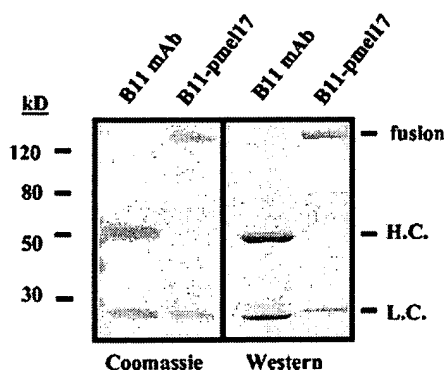 B11 mAb
B11-pmel17
B11 mAb
B11-pmel17
kD
120
80
50
30
fusion
H.C.
L.C.
Coomassie
Western